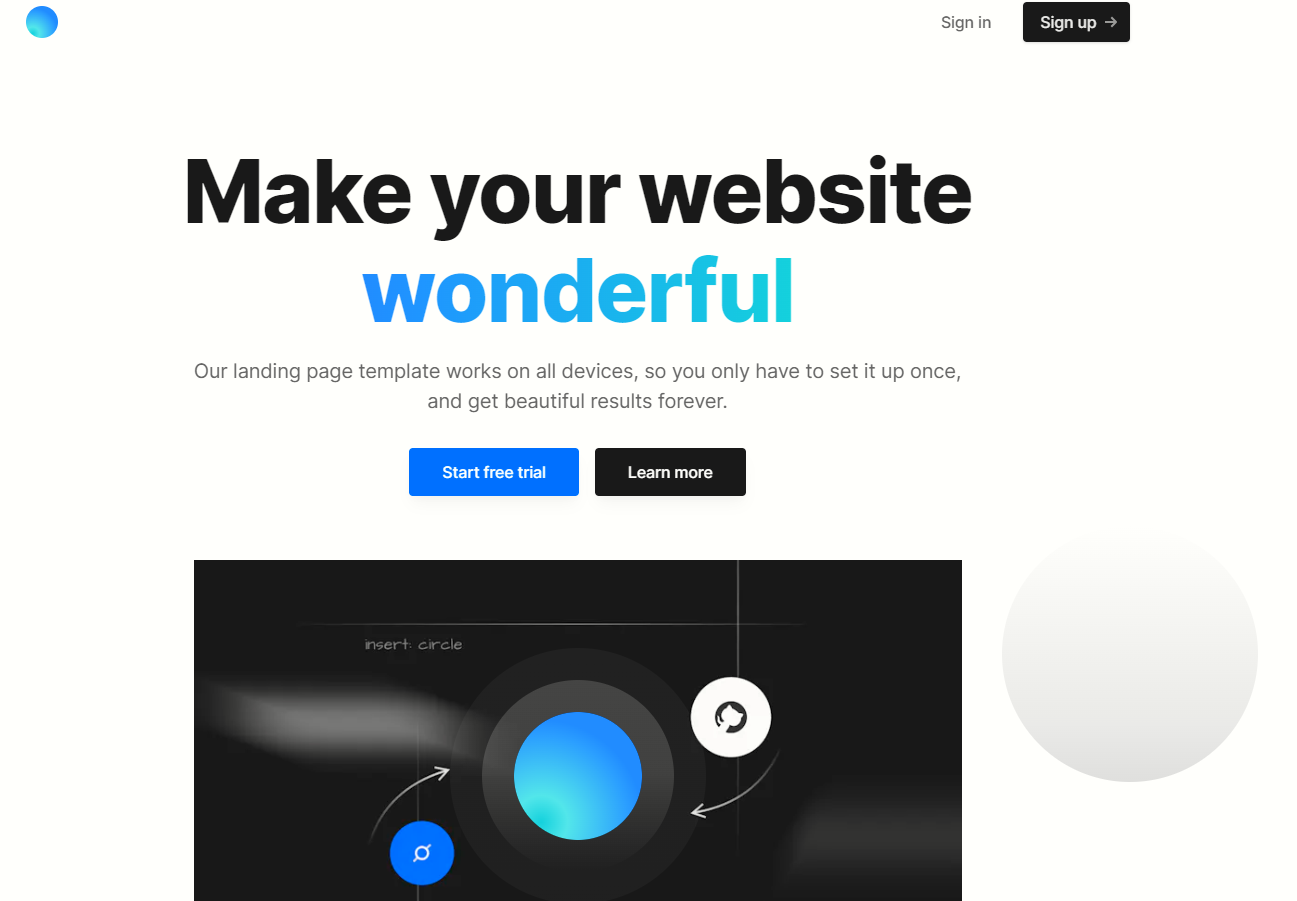 Sign in
Sign up
Make your website
wonderful
Our landing page template works on all devices, so you only have to set it up once,
and get beautiful results forever.
Start free trial
Learn more
insert: circle